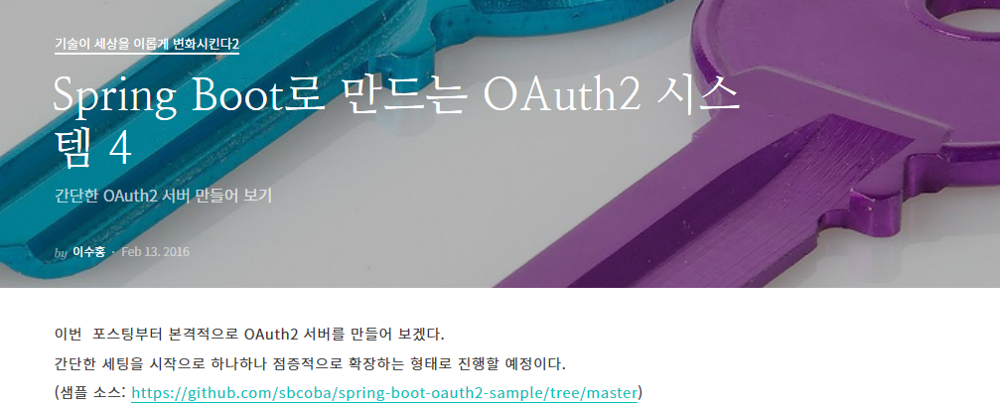 기술이 세상을 이롭게 변화시킨다2
Spring Boot로 만드는 OAuth2 시스
템 4
간단한 OAuth2 서버 만들어 보기
by 이수홍 · Feb 13. 2016
이번 포스팅부터 본격적으로 OAuth2 서버를 만들어 보겠다.
간단한 세팅을 시작으로 하나하나 점증적으로 확장하는 형태로 진행할 예정이다.
(샘플 소스: https://github.com/sbcoba/spring-boot-oauth2-sample/tree/master)